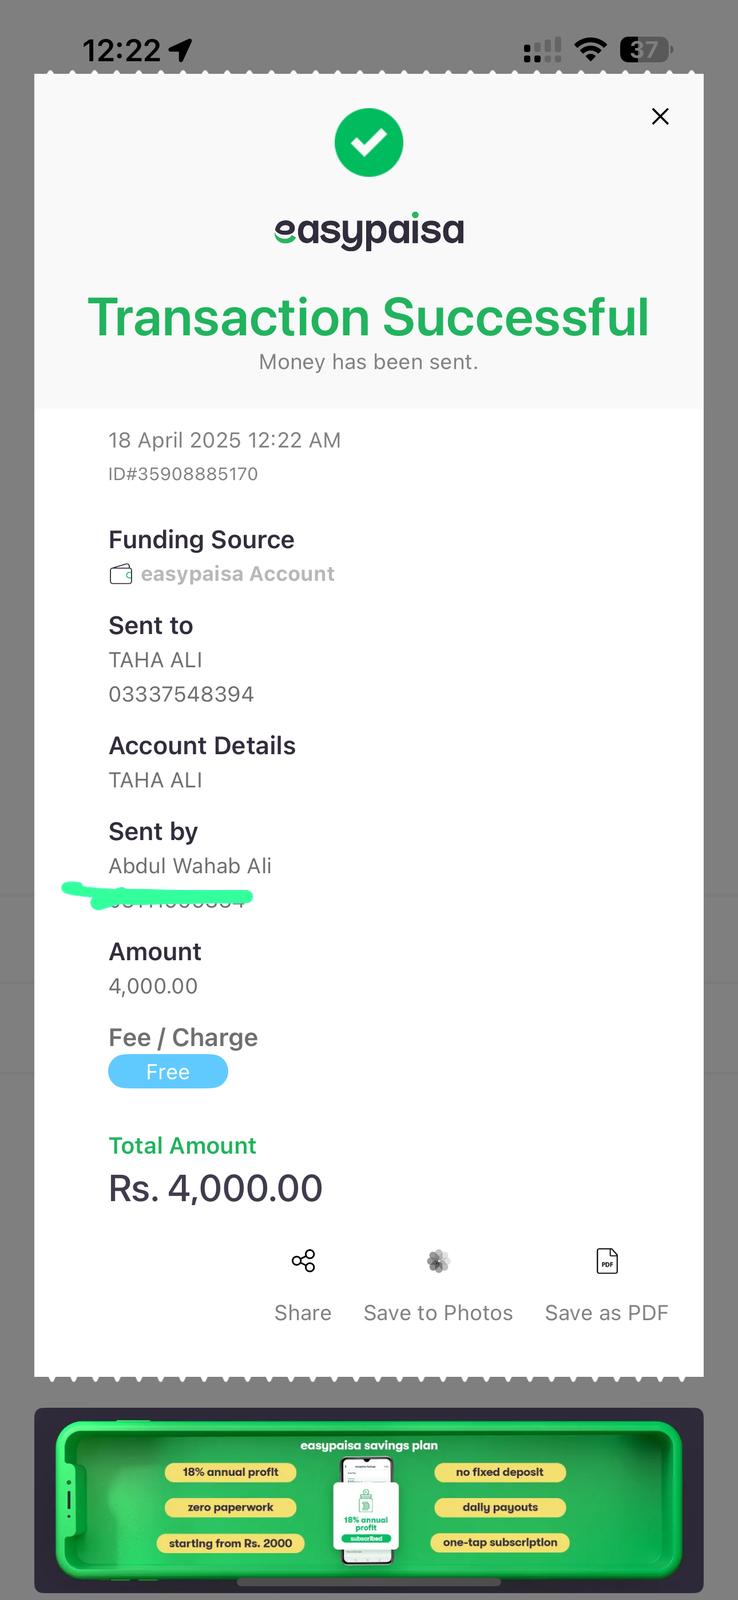 12:22
37
easypaisa
Transaction Successful
Money has been sent.
18 April 2025 12:22 AM
ID#35908885170
Funding Source
easypaisa Account
Sent to
TAHA ALI
03337548394
Account Details
TAHA ALI
Sent by
Abdul Wahab Ali
Amount
4,000.00
Fee / Charge
Free
Total Amount
Rs. 4,000.00
PDF
Share
Save to Photos
Save as PDF
easypaisa savings plan
18% annual profit
zero paperwork
starting from Rs. 2000
18% annual
profit
subscribed
no fixed deposit
daily payouts
one-tap subscription